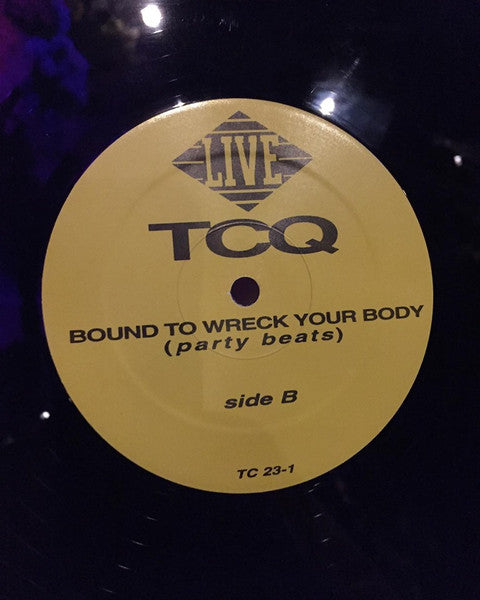 LIVE
TCQ
BOUND TO WRECK YOUR BODY
(party beats)
side B
TC 23-1